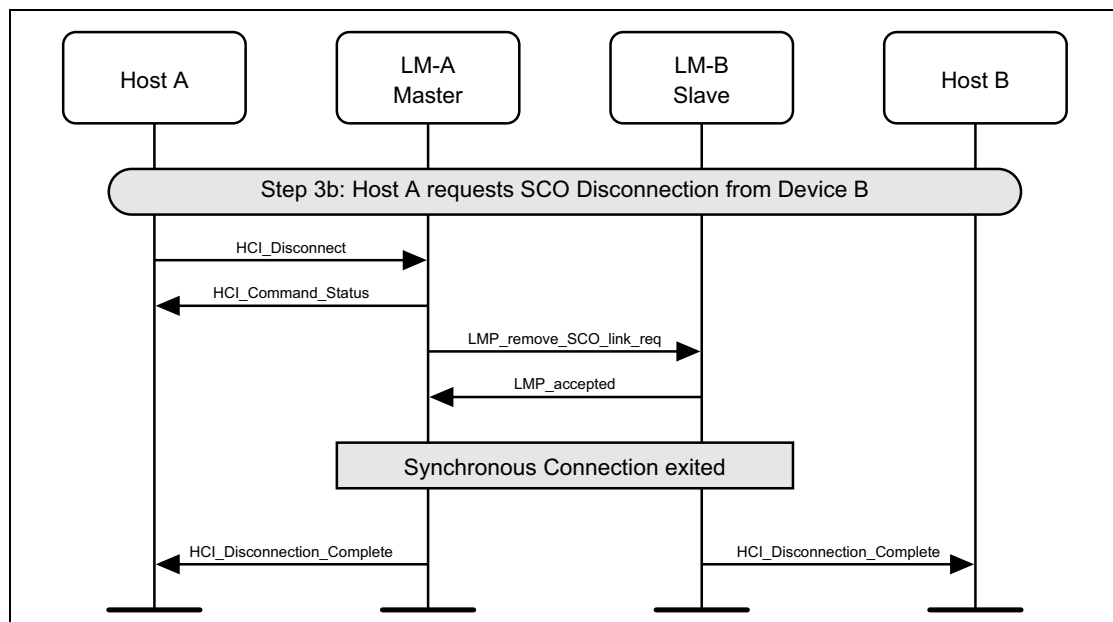 Host A
LM-A
Master
LM-B
Slave
Host B
Step 3b: Host A requests SCO Disconnection from Device B
HCI_Disconnect
HCI_Command_Status
LMP_remove_SCO_link_req
LMP_accepted
Synchronous Connection exited
HCI_Disconnection_Complete
HCI_Disconnection_Complete